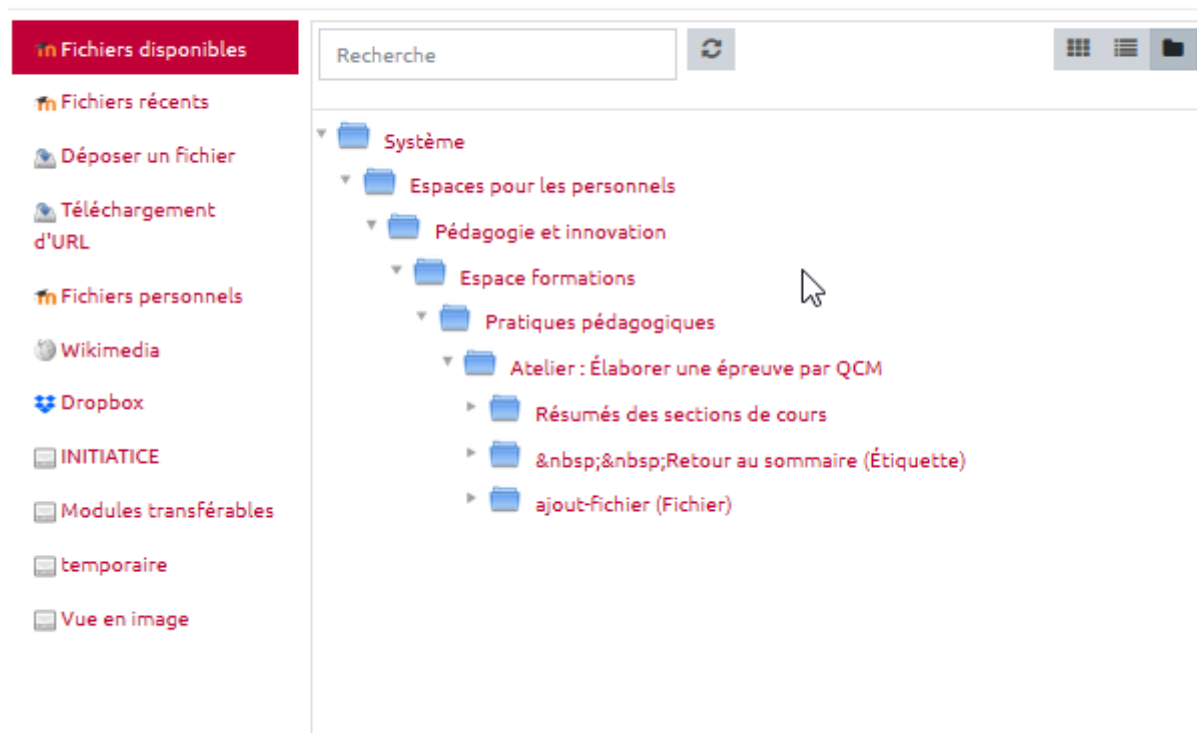 Fichiers disponibles
Fichiers récents
Déposer un fichier
Téléchargement
d'URL
Fichiers personnels
Wikimedia
Dropbox
INITIATICE
Modules transférables
temporaire
Vue en image
Recherche
Système
Espaces pour les personnels
Pédagogie et innovation
Espace formations
Pratiques pédagogiques
Atelier : Élaborer une épreuve par QCM
Résumés des sections de cours
&nbsp;&nbsp;Retour au sommaire (Étiquette)
ajout-fichier (Fichier)